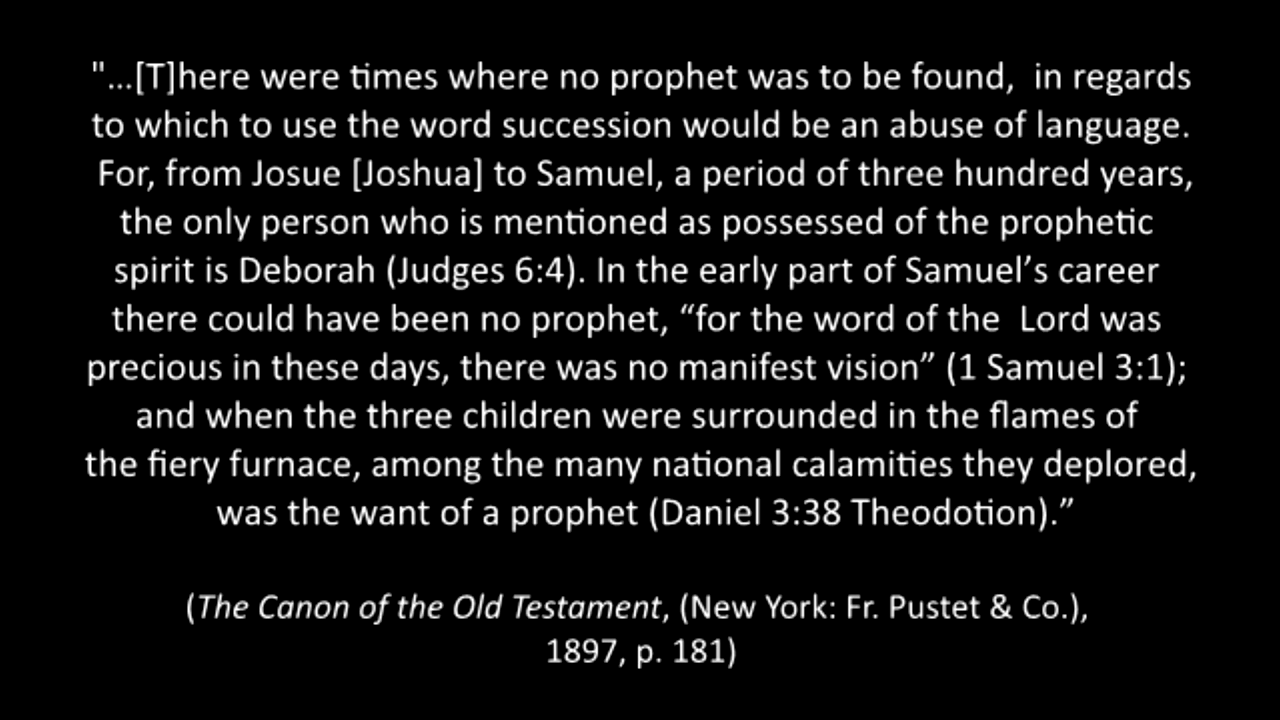 "...[T]here were times where no prophet was to be found,  in regards
to which to use the word succession would be an abuse of language.
For, from Josue [Joshua] to Samuel, a period of three hundred years,
the only person who is mentioned as possessed of the prophetic
spirit is Deborah (Judges 6:4). In the early part of Samuel’s career
there could have been no prophet, “for the word of the  Lord was
precious in these days, there was no manifest vision” (1 Samuel 3:1);
and when the three children were surrounded in the flames of
the fiery furnace, among the many national calamities they deplored,
was the want of a prophet (Daniel 3:38 Theodotion).”
(The Canon of the Old Testament, (New York: Fr. Pustet & Co.),
1897, p. 181)